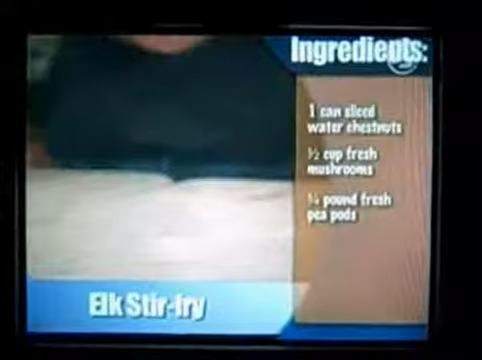 Ingredients:
1 can sliced
water chestnuts
½ cup fresh
mushrooms
¼ pound fresh
pea pods
Elk Stir-fry